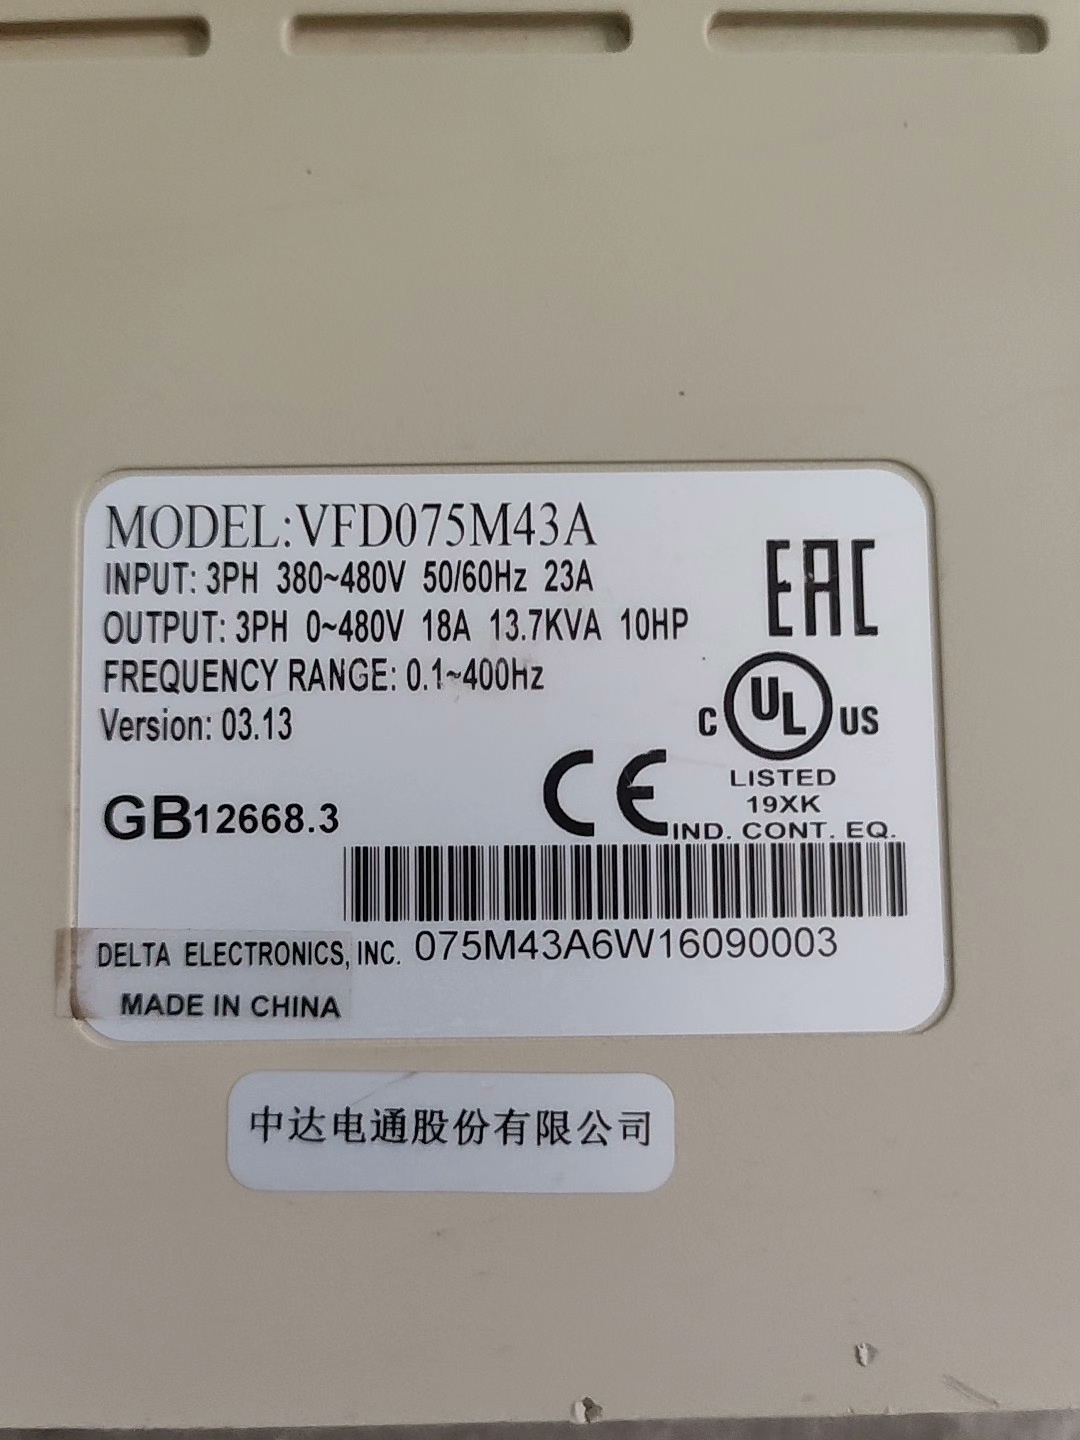 MODEL:VFD075M43A
INPUT: 3PH 380~480V 50/60Hz 23A
OUTPUT: 3PH 0~480V 18A 13.7KVA 10HP
FREQUENCY RANGE: 0.1~400Hz
Version: 03.13
EAC
C UL US
LISTED
19XK
IND. CONT. EQ.
GB12668.3
CE
DELTA ELECTRONICS, INC. 075M43A6W16090003
MADE IN CHINA
中达电通股份有限公司